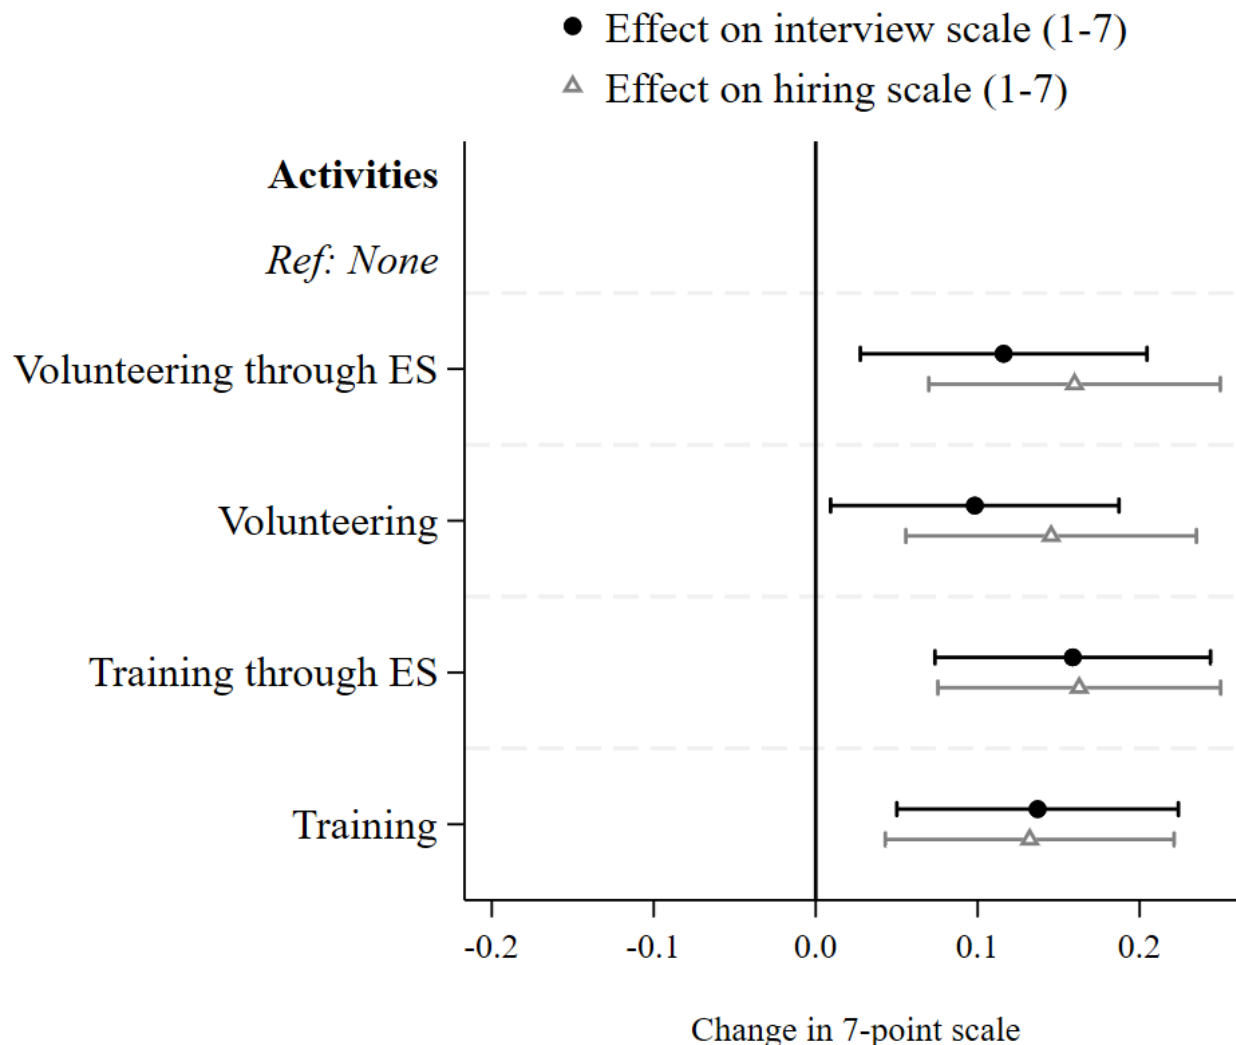 Effect on interview scale (1-7)
Effect on hiring scale (1-7)
Activities
Ref: None
Volunteering through ES
Volunteering
Training through ES
Training
-0.2 -0.1 0.0 0.1 0.2
Change in 7-point scale